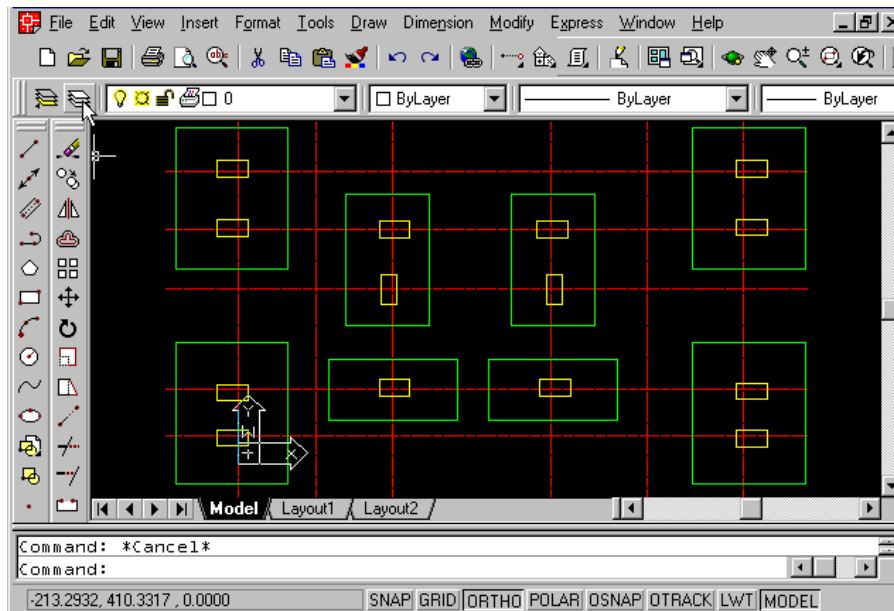 File Edit View Insert Format Tools Draw Dimension Modify Express Window Help
0 ByLayer ByLayer ByLayer
Y
W
X
Model Layout1 Layout2
Command: *Cancel*
Command:
-213.2932, 410.3317 , 0.0000 SNAP GRID ORTHO POLAR OSNAP OTRACK LWT MODEL